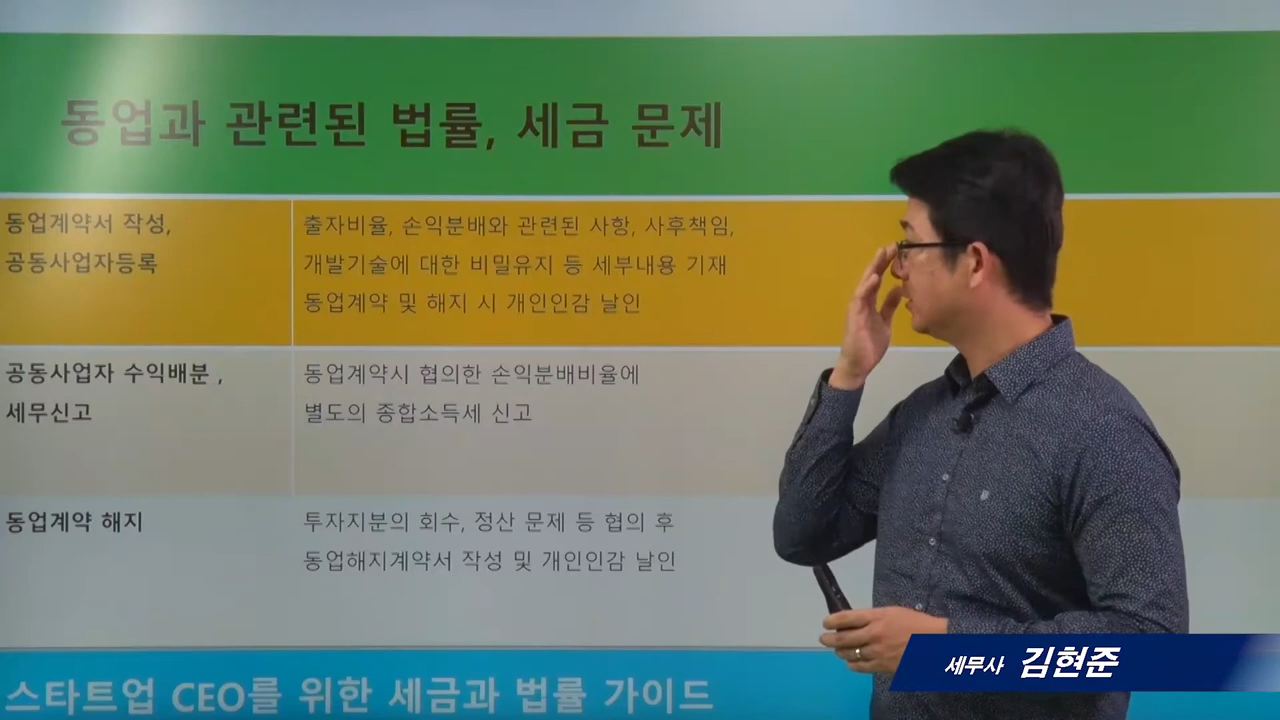 동업과 관련된 법률, 세금 문제
동업계약서 작성,
공동사업자등록
출자비율, 손익분배와 관련된 사항, 사후책임,
개발기술에 대한 비밀유지 등 세부내용 기재
동업계약 및 해지 시 개인인감 날인
공동사업자 수익배분 ,
세무신고
동업계약시 협의한 손익분배비율에
별도의 종합소득세 신고
동업계약 해지
투자지분의 회수, 정산 문제 등 협의 후
동업해지계약서 작성 및 개인인감 날인
스타트업 CEO를 위한 세금과 법률 가이드
세무사 김현준